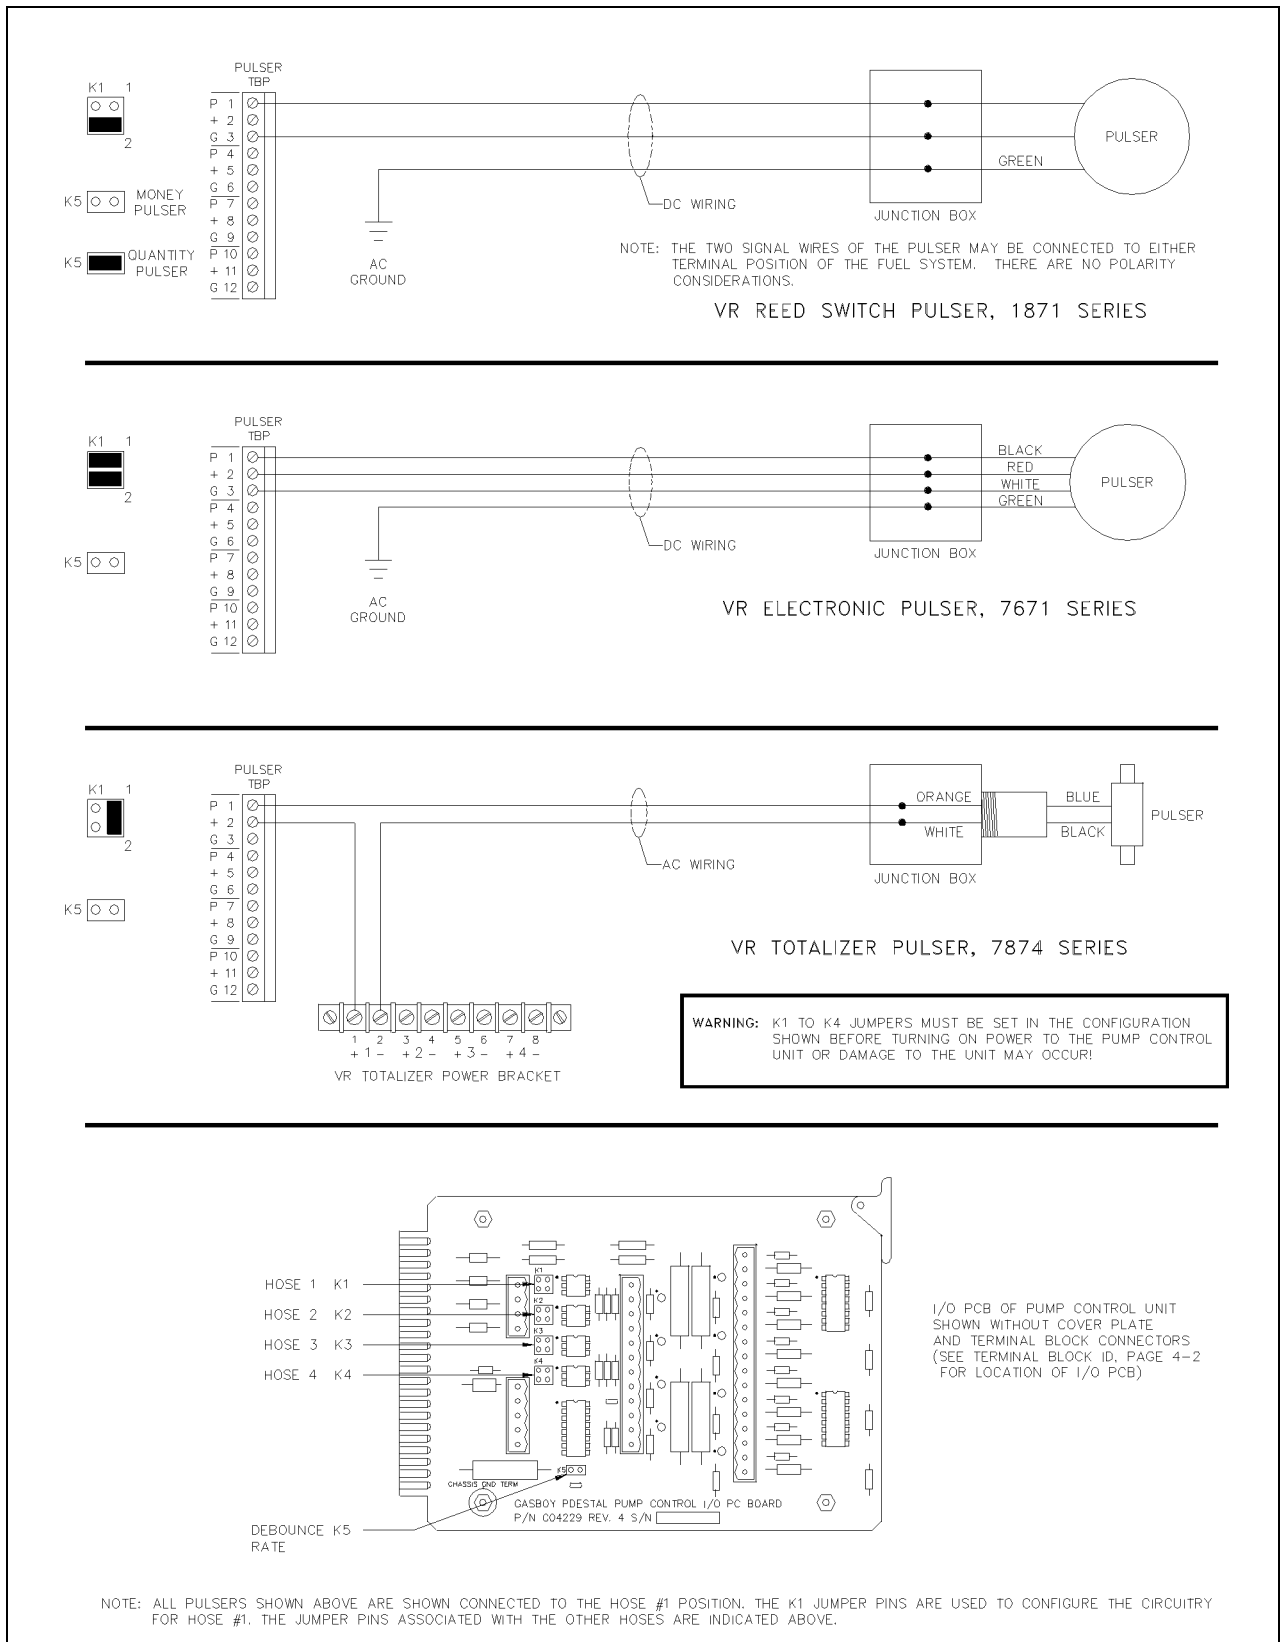 PULSER
TBP
K1 1
2
P 1
+ 2
G 3
P 4
+ 5
G 6
P 7
+ 8
G 9
P 10
+ 11
G 12
K5 MONEY
PULSER
K5 QUANTITY
PULSER
AC
GROUND
DC WIRING
JUNCTION BOX
GREEN
PULSER
NOTE: THE TWO SIGNAL WIRES OF THE PULSER MAY BE CONNECTED TO EITHER
TERMINAL POSITION OF THE FUEL SYSTEM. THERE ARE NO POLARITY
CONSIDERATIONS.
VR REED SWITCH PULSER, 1871 SERIES
PULSER
TBP
K1 1
2
P 1
+ 2
G 3
P 4
+ 5
G 6
P 7
+ 8
G 9
P 10
+ 11
G 12
K5
AC
GROUND
DC WIRING
JUNCTION BOX
BLACK
RED
WHITE
GREEN
PULSER
VR ELECTRONIC PULSER, 7671 SERIES
PULSER
TBP
K1 1
2
P 1
+ 2
G 3
P 4
+ 5
G 6
P 7
+ 8
G 9
P 10
+ 11
G 12
K5
AC WIRING
ORANGE
WHITE
JUNCTION BOX
BLUE
BLACK
PULSER
VR TOTALIZER PULSER, 7874 SERIES
1 2 3 4 5 6 7 8
+ 1 - + 2 - + 3 - + 4 -
VR TOTALIZER POWER BRACKET
WARNING: K1 TO K4 JUMPERS MUST BE SET IN THE CONFIGURATION
SHOWN BEFORE TURNING ON POWER TO THE PUMP CONTROL
UNIT OR DAMAGE TO THE UNIT MAY OCCUR!
HOSE 1 K1
HOSE 2 K2
HOSE 3 K3
HOSE 4 K4
K1
K2
K3
K4
K5
CHASSIS GND TERM
GASBOY PDESTAL PUMP CONTROL I/O PC BOARD
P/N C04229 REV. 4 S/N
DEBOUNCE K5
RATE
I/O PCB OF PUMP CONTROL UNIT
SHOWN WITHOUT COVER PLATE
AND TERMINAL BLOCK CONNECTORS
(SEE TERMINAL BLOCK ID, PAGE 4-2
FOR LOCATION OF I/O PCB)
NOTE: ALL PULSERS SHOWN ABOVE ARE SHOWN CONNECTED TO THE HOSE #1 POSITION. THE K1 JUMPER PINS ARE USED TO CONFIGURE THE CIRCUITRY
FOR HOSE #1. THE JUMPER PINS ASSOCIATED WITH THE OTHER HOSES ARE INDICATED ABOVE.